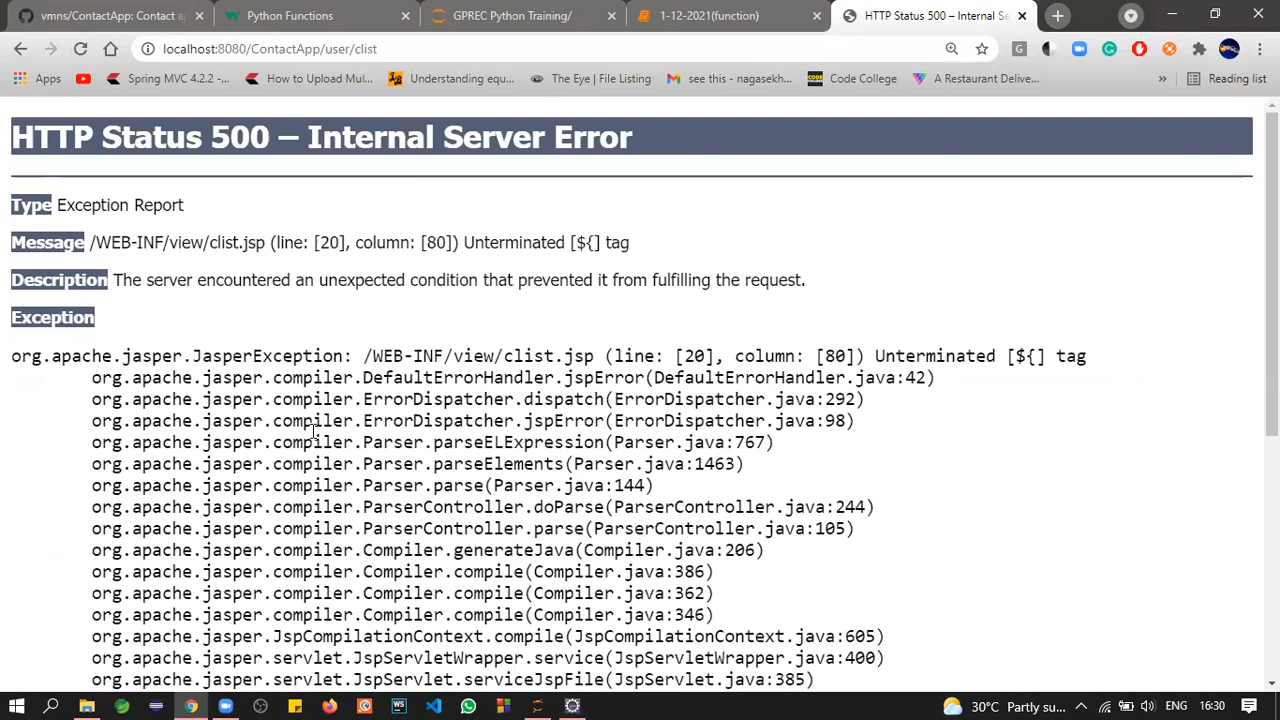 vmns/ContactApp: Contact a
Python Functions
GPREC Python Training/
1-12-2021(function)
HTTP Status 500 – Internal Se
localhost:8080/ContactApp/user/clist
Apps
Spring MVC 4.2.2 -...
How to Upload Mul...
Understanding equ...
The Eye | File Listing
see this - nagasekh...
Code College
A Restaurant Delive...
»
Reading list
HTTP Status 500 – Internal Server Error
Type Exception Report
Message /WEB-INF/view/clist.jsp (line: [20], column: [80]) Unterminated [${] tag
Description The server encountered an unexpected condition that prevented it from fulfilling the request.
Exception
org.apache.jasper.JasperException: /WEB-INF/view/clist.jsp (line: [20], column: [80]) Unterminated [${] tag
org.apache.jasper.compiler.DefaultErrorHandler.jspError(DefaultErrorHandler.java:42)
org.apache.jasper.compiler.ErrorDispatcher.dispatch(ErrorDispatcher.java:292)
org.apache.jasper.compiler.ErrorDispatcher.jspError(ErrorDispatcher.java:98)
org.apache.jasper.compiler.Parser.parseELExpression(Parser.java:767)
org.apache.jasper.compiler.Parser.parseElements(Parser.java:1463)
org.apache.jasper.compiler.Parser.parse(Parser.java:144)
org.apache.jasper.compiler.ParserController.doParse(ParserController.java:244)
org.apache.jasper.compiler.ParserController.parse(ParserController.java:105)
org.apache.jasper.compiler.Compiler.generateJava(Compiler.java:206)
org.apache.jasper.compiler.Compiler.compile(Compiler.java:386)
org.apache.jasper.compiler.Compiler.compile(Compiler.java:362)
org.apache.jasper.compiler.Compiler.compile(Compiler.java:346)
org.apache.jasper.JspCompilationContext.compile(JspCompilationContext.java:605)
org.apache.jasper.servlet.JspServletWrapper.service(JspServletWrapper.java:400)
org.apache.jasper.servlet.JspServlet.serviceJspFile(JspServlet.java:385)
30°C Partly su...
ENG
16:30